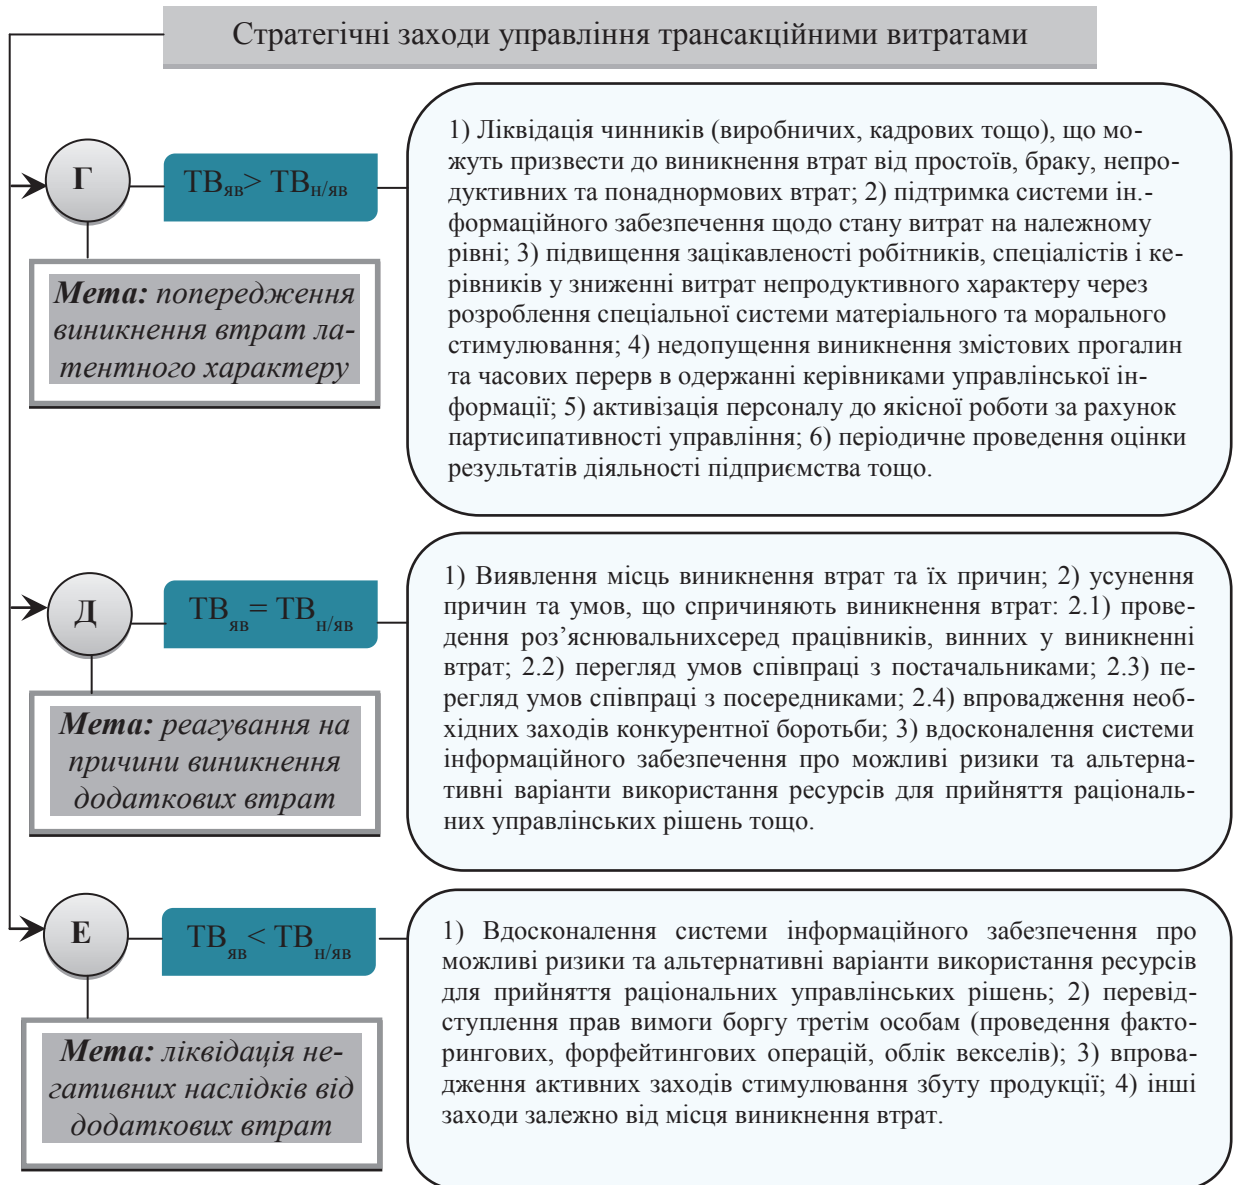 Стратегічні заходи управління трансакційними витратами
Г
ТВяв> ТВн/яв
Мета: попередження
виникнення втрат ла-
тентного характеру
1) Ліквідація чинників (виробничих, кадрових тощо), що мо-
жуть призвести до виникнення втрат від простоїв, браку, непро-
дуктивних та понаднормових втрат; 2) підтримка системи ін.-
формаційного забезпечення щодо стану витрат на належному
рівні; 3) підвищення зацікавленості робітників, спеціалістів і ке-
рівників у зниженні витрат непродуктивного характеру через
розроблення спеціальної системи матеріального та морального
стимулювання; 4) недопущення виникнення змістових прогалин
та часових перерв в одержанні керівниками управлінської ін-
формації; 5) активізація персоналу до якісної роботи за рахунок
партисипативності управління; 6) періодичне проведення оцінки
результатів діяльності підприємства тощо.
Д
ТВяв= ТВн/яв
Мета: реагування на
причини виникнення
додаткових втрат
1) Виявлення місць виникнення втрат та їх причин; 2) усунення
причин та умов, що спричиняють виникнення втрат: 2.1) прове-
дення роз’яснювальнихсеред працівників, винних у виникненні
втрат; 2.2) перегляд умов співпраці з постачальниками; 2.3) пе-
регляд умов співпраці з посередниками; 2.4) впровадження необ-
хідних заходів конкурентної боротьби; 3) вдосконалення системи
інформаційного забезпечення про можливі ризики та альтерна-
тивні варіанти використання ресурсів для прийняття раціональ-
них управлінських рішень тощо.
Е
ТВяв< ТВн/яв
Мета: ліквідація не-
гативних наслідків від
додаткових втрат
1) Вдосконалення системи інформаційного забезпечення про
можливі ризики та альтернативні варіанти використання ресурсів
для прийняття раціональних управлінських рішень; 2) перевід-
ступлення прав вимоги боргу третім особам (проведення факто-
рингових, форфейтингових операцій, облік векселів); 3) впрова-
дження активних заходів стимулювання збуту продукції; 4) інші
заходи залежно від місця виникнення втрат.